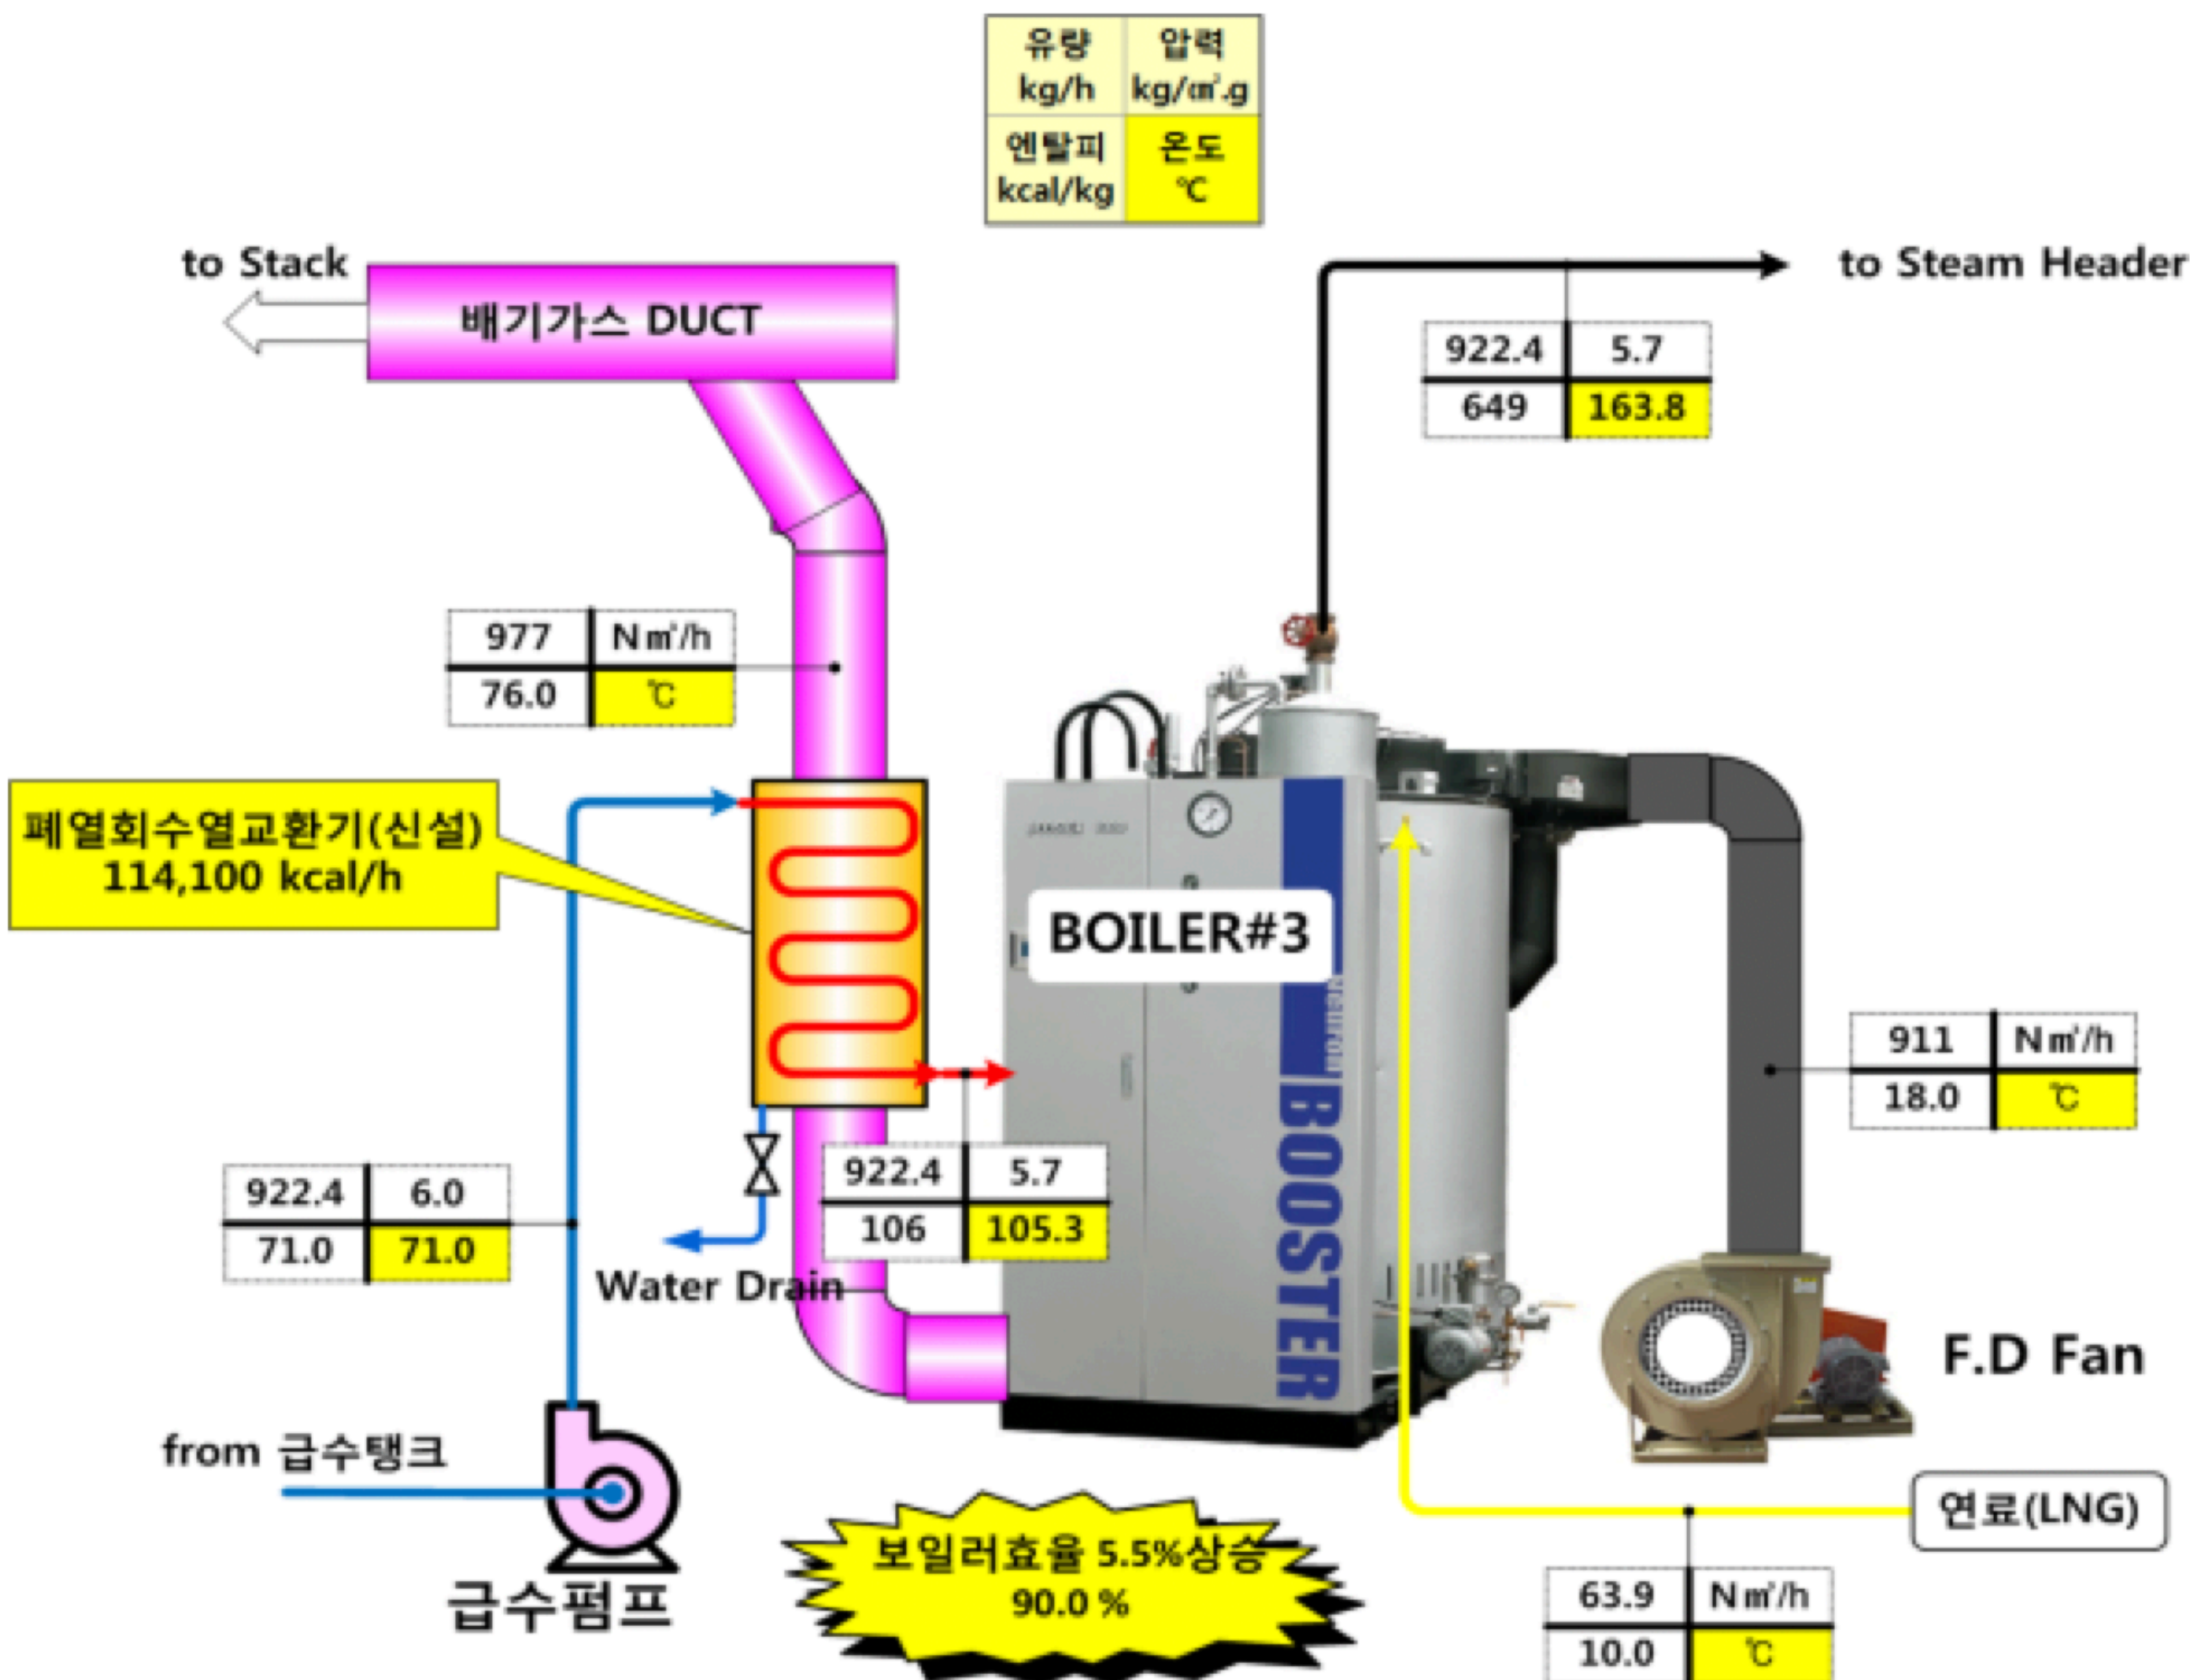 유량 압력
kg/h kg/㎠.g
엔탈피 온도
kcal/kg ℃
to Stack
배기가스 DUCT
to Steam Header
922.4 5.7
649 163.8
977 N㎥/h
76.0 ℃
폐열회수열교환기(신설)
114,100 kcal/h
BOILER#3
BOOSTER
911 N㎥/h
18.0 ℃
922.4 5.7
106 105.3
922.4 6.0
71.0 71.0
Water Drain
F.D Fan
from 급수탱크
급수펌프
보일러효율 5.5%상승
90.0 %
연료(LNG)
63.9 N㎥/h
10.0 ℃